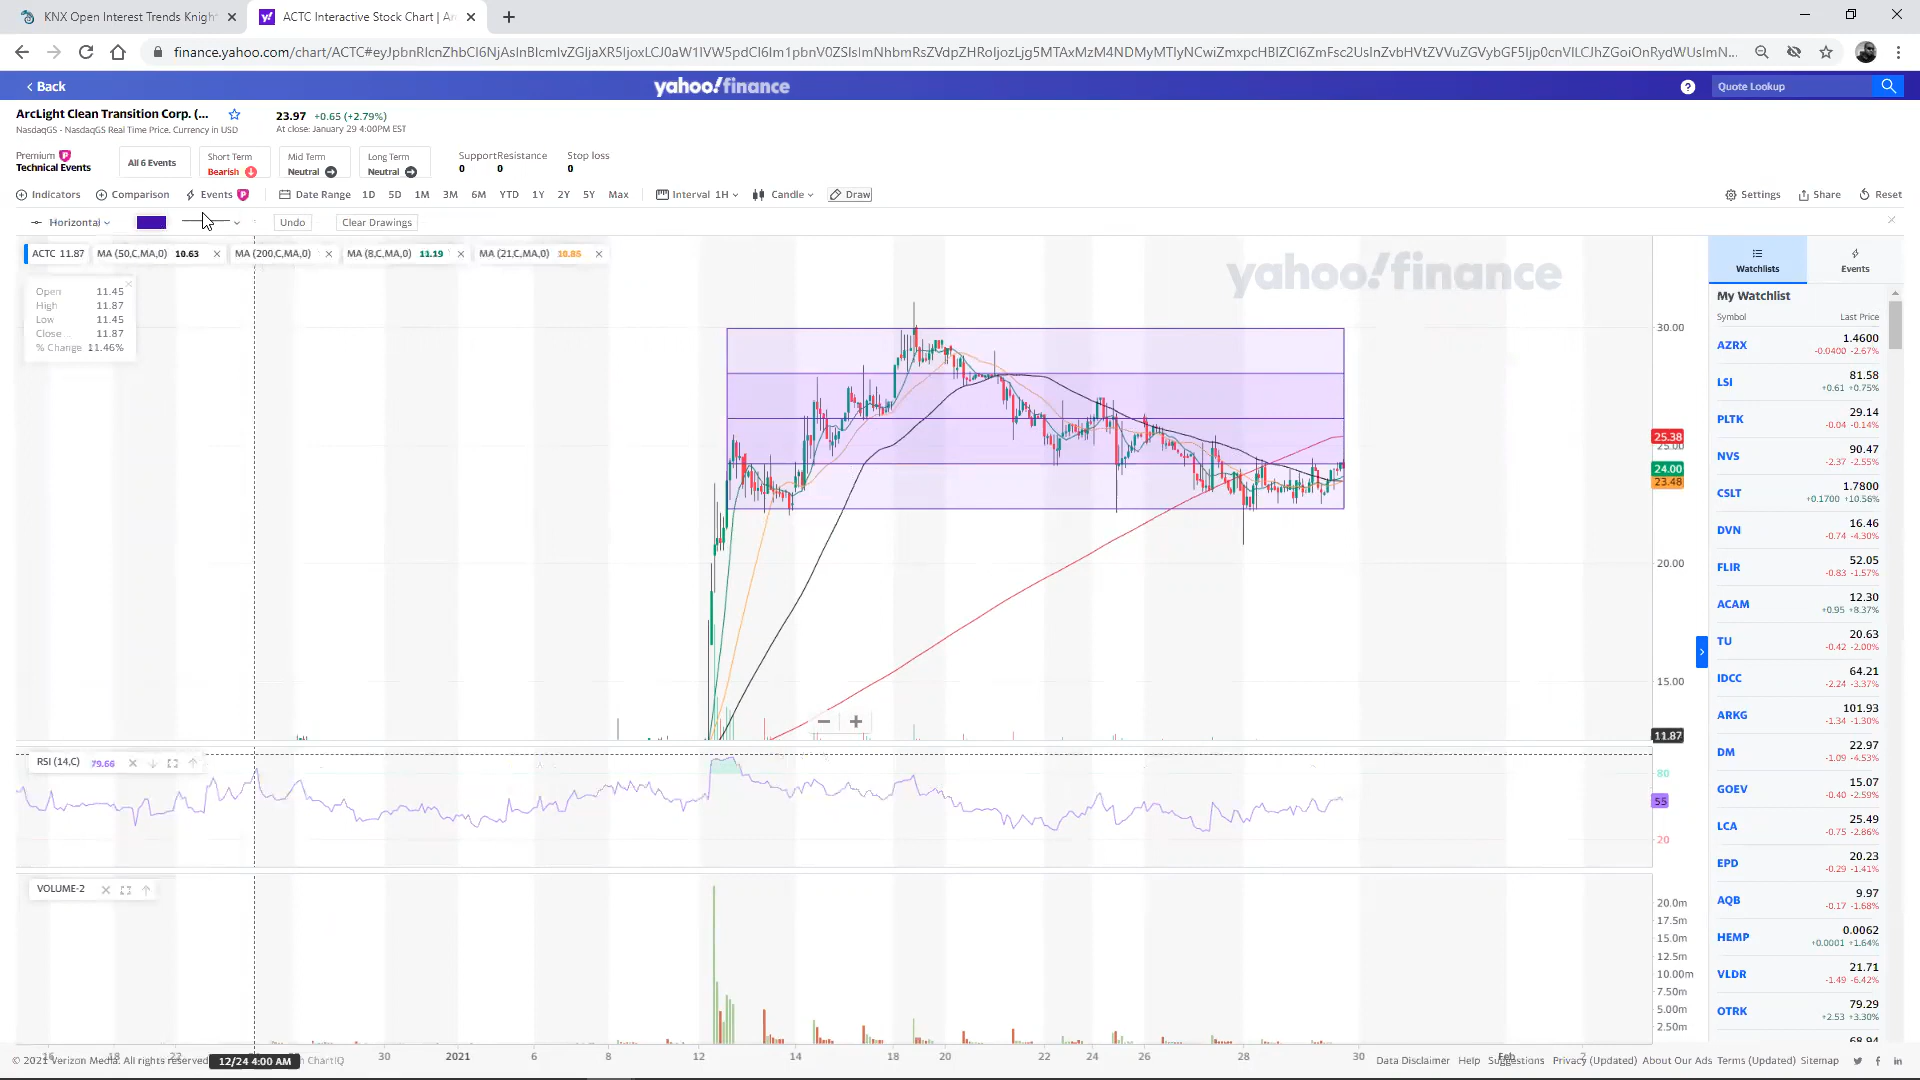 KNX Open Interest Trends Knight
ACTC Interactive Stock Chart | Ar
finance.yahoo.com/chart/ACTC#
Back
yahoo!finance
Quote Lookup
ArcLight Clean Transition Corp. (...
23.97 +0.65 (+2.79%)
NasdaqGS - NasdaqGS Real Time Price. Currency in USD
At close: January 29 4:00PM EST
Premium P
Technical Events
All 6 Events
Short Term
Bearish
Mid Term
Neutral
Long Term
Neutral
Support
0
Resistance
0
Stop loss
0
Indicators
Comparison
Events P
Date Range 1D 5D 1M 3M 6M YTD 1Y 2Y 5Y Max
Interval 1H
Candle
Draw
Settings
Share
Reset
Horizontal
Undo
Clear Drawings
ACTC 11.87
MA (50,C,MA,0) 10.63
MA (200,C,MA,0)
MA (8,C,MA,0) 11.19
MA (21,C,MA,0) 10.85
Open 11.45
High 11.87
Low 11.45
Close 11.87
% Change 11.46%
yahoo!finance
30.00
25.38
25.00
24.00
23.48
20.00
15.00
11.87
RSI (14,C) 79.66
80
55
20
VOLUME-2
20.0m
17.5m
15.0m
12.5m
10.00m
7.50m
5.00m
2.50m
16 18 22 30 2021 6 8 12 14 18 20 22 24 26 28 30 Feb 2
12/24 4:00 AM
© 2021 Verizon Media. All rights reserved
ChartIQ
Data Disclaimer Help Suggestions Privacy (Updated) About Our Ads Terms (Updated) Sitemap
Watchlists
Events
My Watchlist
Symbol Last Price
AZRX 1.4600
-0.0400 -2.67%
LSI 81.58
+0.61 +0.75%
PLTK 29.14
-0.04 -0.14%
NVS 90.47
-2.37 -2.55%
CSLT 1.7800
+0.1700 +10.56%
DVN 16.46
-0.74 -4.30%
FLIR 52.05
-0.83 -1.57%
ACAM 12.30
+0.95 +8.37%
TU 20.63
-0.42 -2.00%
IDCC 64.21
-2.24 -3.37%
ARKG 101.93
-1.34 -1.30%
DM 22.97
-1.09 -4.53%
GOEV 15.07
-0.40 -2.59%
LCA 25.49
-0.75 -2.86%
EPD 20.23
-0.29 -1.41%
AQB 9.97
-0.17 -1.68%
HEMP 0.0062
+0.0001 +1.64%
VLDR 21.71
-1.49 -6.42%
OTRK 79.29
+2.53 +3.30%
68.94